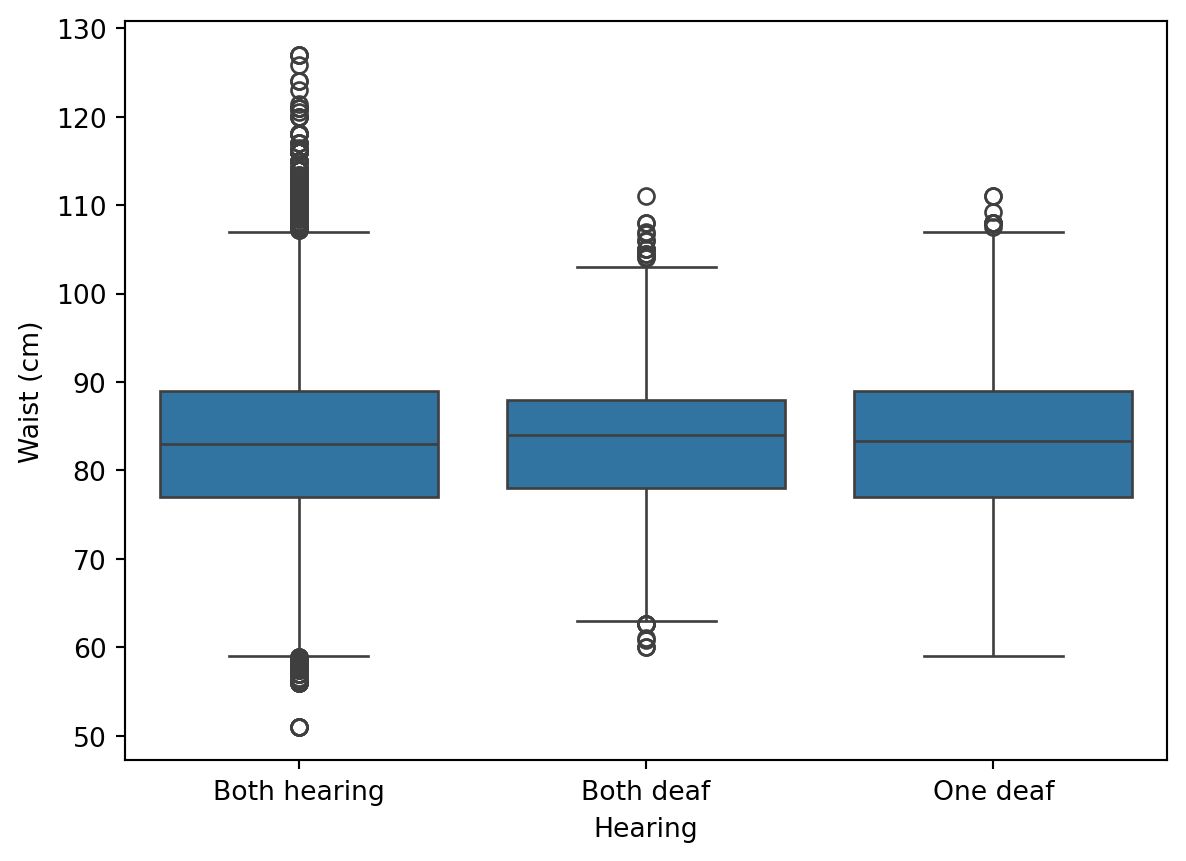 130
120
110
100
90
80
70
60
50
Waist (cm)
Both hearing
Both deaf
One deaf
Hearing